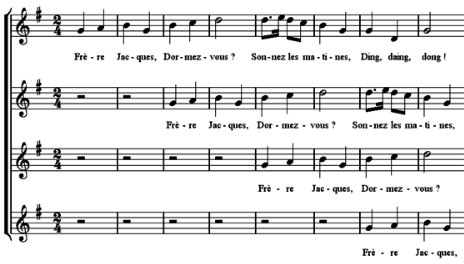 Frè - re Jac - ques, Dor - mez - vous ? Son - nez les ma - ti - nes, Ding, daing, dong !
Frè - re Jac - ques, Dor - mez - vous ? Son - nez les ma - ti - nes,
Frè - re Jac - ques, Dor - mez - vous ?
Frè - re Jac - ques,